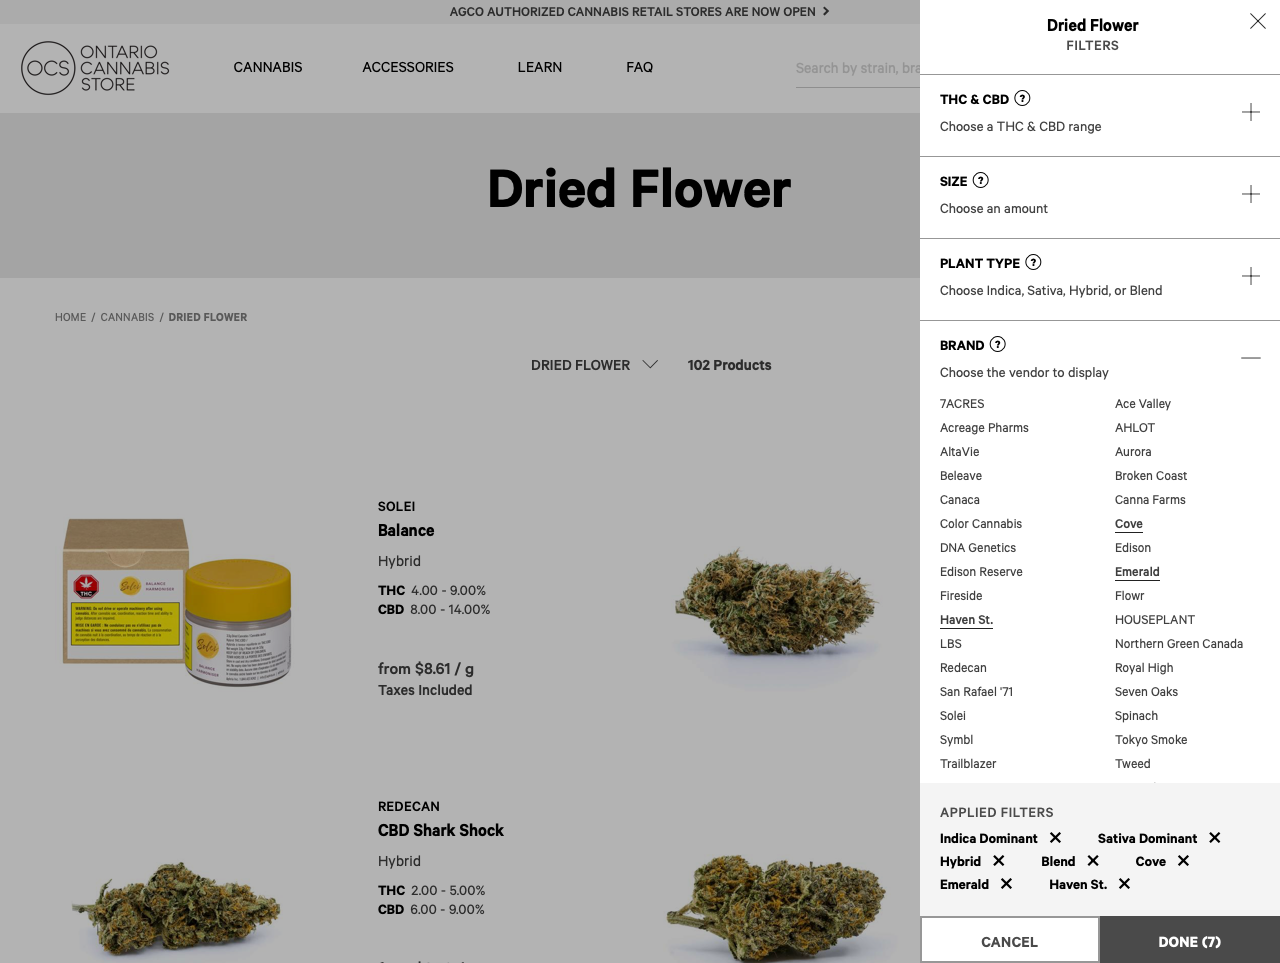 AGCO AUTHORIZED CANNABIS RETAIL STORES ARE NOW OPEN
OCS
ONTARIO
CANNABIS
STORE
CANNABIS
ACCESSORIES
LEARN
FAQ
Search by strain, bra
Dried Flower
HOME / CANNABIS / DRIED FLOWER
DRIED FLOWER
102 Products
SOLEI
Balance
Hybrid
THC 4.00 - 9.00%
CBD 8.00 - 14.00%
from $8.61 / g
Taxes Included
THC
Solei
BALANCE
Solei
BALANCE
REDECAN
CBD Shark Shock
Hybrid
THC 2.00 - 5.00%
CBD 6.00 - 9.00%
Dried Flower
FILTERS
THC & CBD ?
Choose a THC & CBD range
SIZE ?
Choose an amount
PLANT TYPE ?
Choose Indica, Sativa, Hybrid, or Blend
BRAND ?
Choose the vendor to display
7ACRES
Ace Valley
Acreage Pharms
AHLOT
AltaVie
Aurora
Beleave
Broken Coast
Canaca
Canna Farms
Color Cannabis
Cove
DNA Genetics
Edison
Edison Reserve
Emerald
Fireside
Flowr
Haven St.
HOUSEPLANT
LBS
Northern Green Canada
Redecan
Royal High
San Rafael '71
Seven Oaks
Solei
Spinach
Symbl
Tokyo Smoke
Trailblazer
Tweed
APPLIED FILTERS
Indica Dominant ✕ Sativa Dominant ✕
Hybrid ✕ Blend ✕ Cove ✕
Emerald ✕ Haven St. ✕
CANCEL
DONE (7)